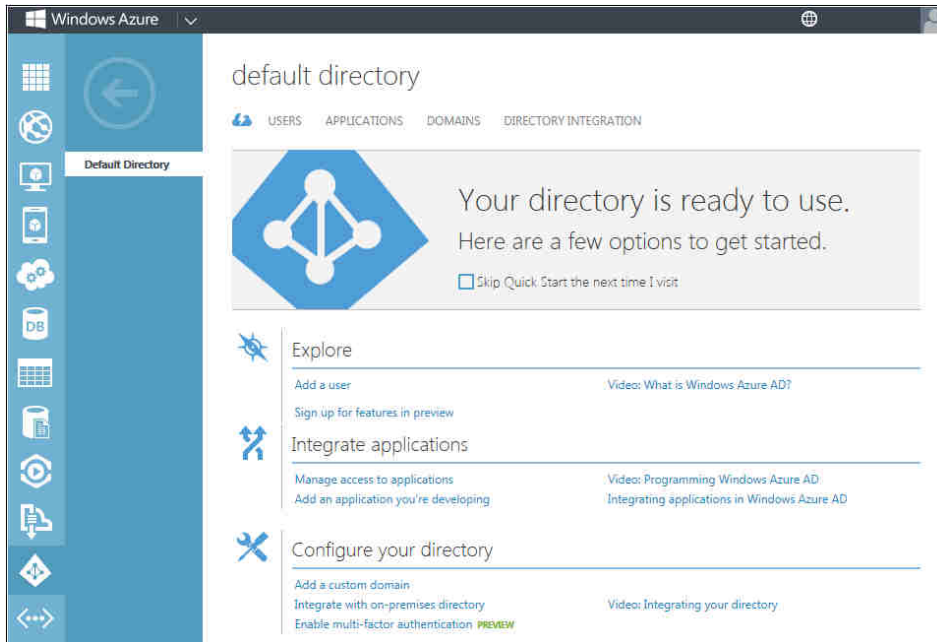 Windows Azure
default directory
USERS APPLICATIONS DOMAINS DIRECTORY INTEGRATION
Default Directory
Your directory is ready to use.
Here are a few options to get started.
Skip Quick Start the next time I visit
Explore
Add a user Video: What is Windows Azure AD?
Sign up for features in preview
Integrate applications
Manage access to applications Video: Programming Windows Azure AD
Add an application you're developing Integrating applications in Windows Azure AD
Configure your directory
Add a custom domain
Integrate with on-premises directory Video: Integrating your directory
Enable multi-factor authentication PREVIEW
DB